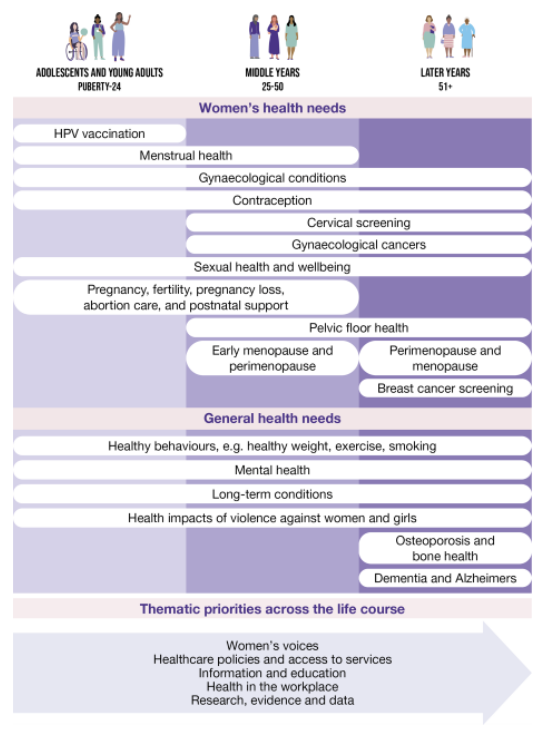 ADOLESCENTS AND YOUNG ADULTS
PUBERTY-24
MIDDLE YEARS
25-50
LATER YEARS
51+
Women's health needs
HPV vaccination
Menstrual health
Gynaecological conditions
Contraception
Cervical screening
Gynaecological cancers
Sexual health and wellbeing
Pregnancy, fertility, pregnancy loss,
abortion care, and postnatal support
Pelvic floor health
Early menopause and
perimenopause
Perimenopause and
menopause
Breast cancer screening
General health needs
Healthy behaviours, e.g. healthy weight, exercise, smoking
Mental health
Long-term conditions
Health impacts of violence against women and girls
Osteoporosis and
bone health
Dementia and Alzheimers
Thematic priorities across the life course
Women's voices
Healthcare policies and access to services
Information and education
Health in the workplace
Research, evidence and data